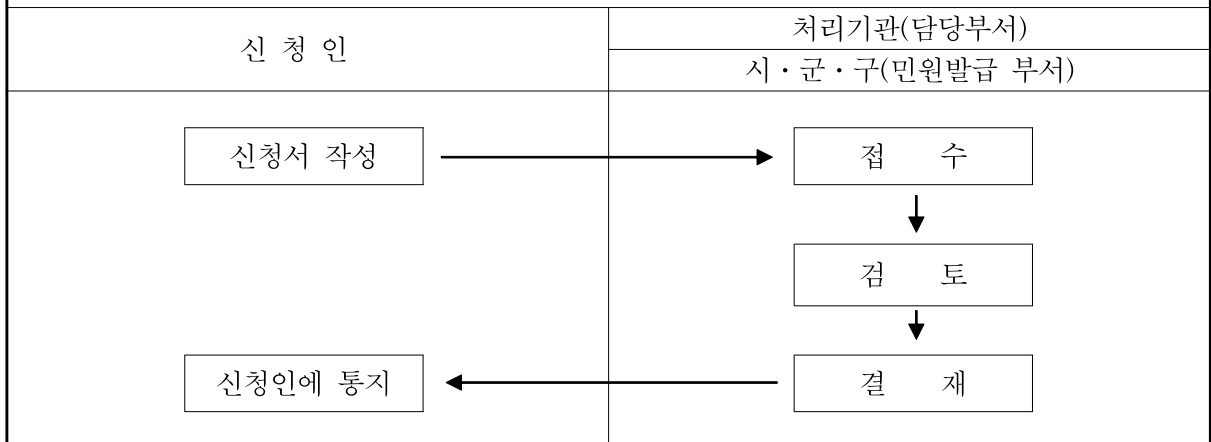 신 청 인
처리기관(담당부서)
시・군・구(민원발급 부서)
신청서 작성
접 수
검 토
결 재
신청인에 통지